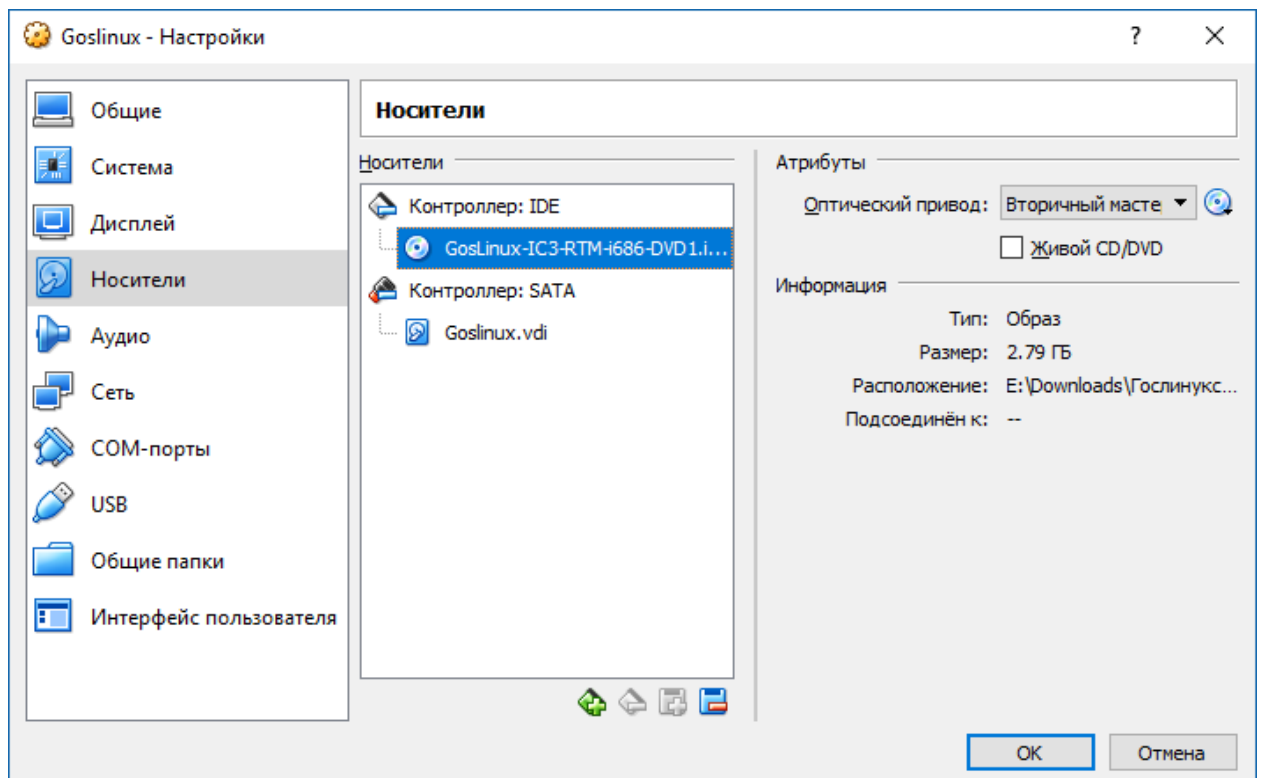 Goslinux - Настройки
?
Общие
Система
Дисплей
Носители
Аудио
Сеть
COM-порты
USB
Общие папки
Интерфейс пользователя
Носители
Носители
Контроллер: IDE
GosLinux-IC3-RTM-i686-DVD1.i...
Контроллер: SATA
Goslinux.vdi
Атрибуты
Оптический привод: Вторичный масте
Живой CD/DVD
Информация
Тип: Образ
Размер: 2.79 ГБ
Расположение: E:\Downloads\Гослинукс...
Подсоединён к: --
OK
Отмена